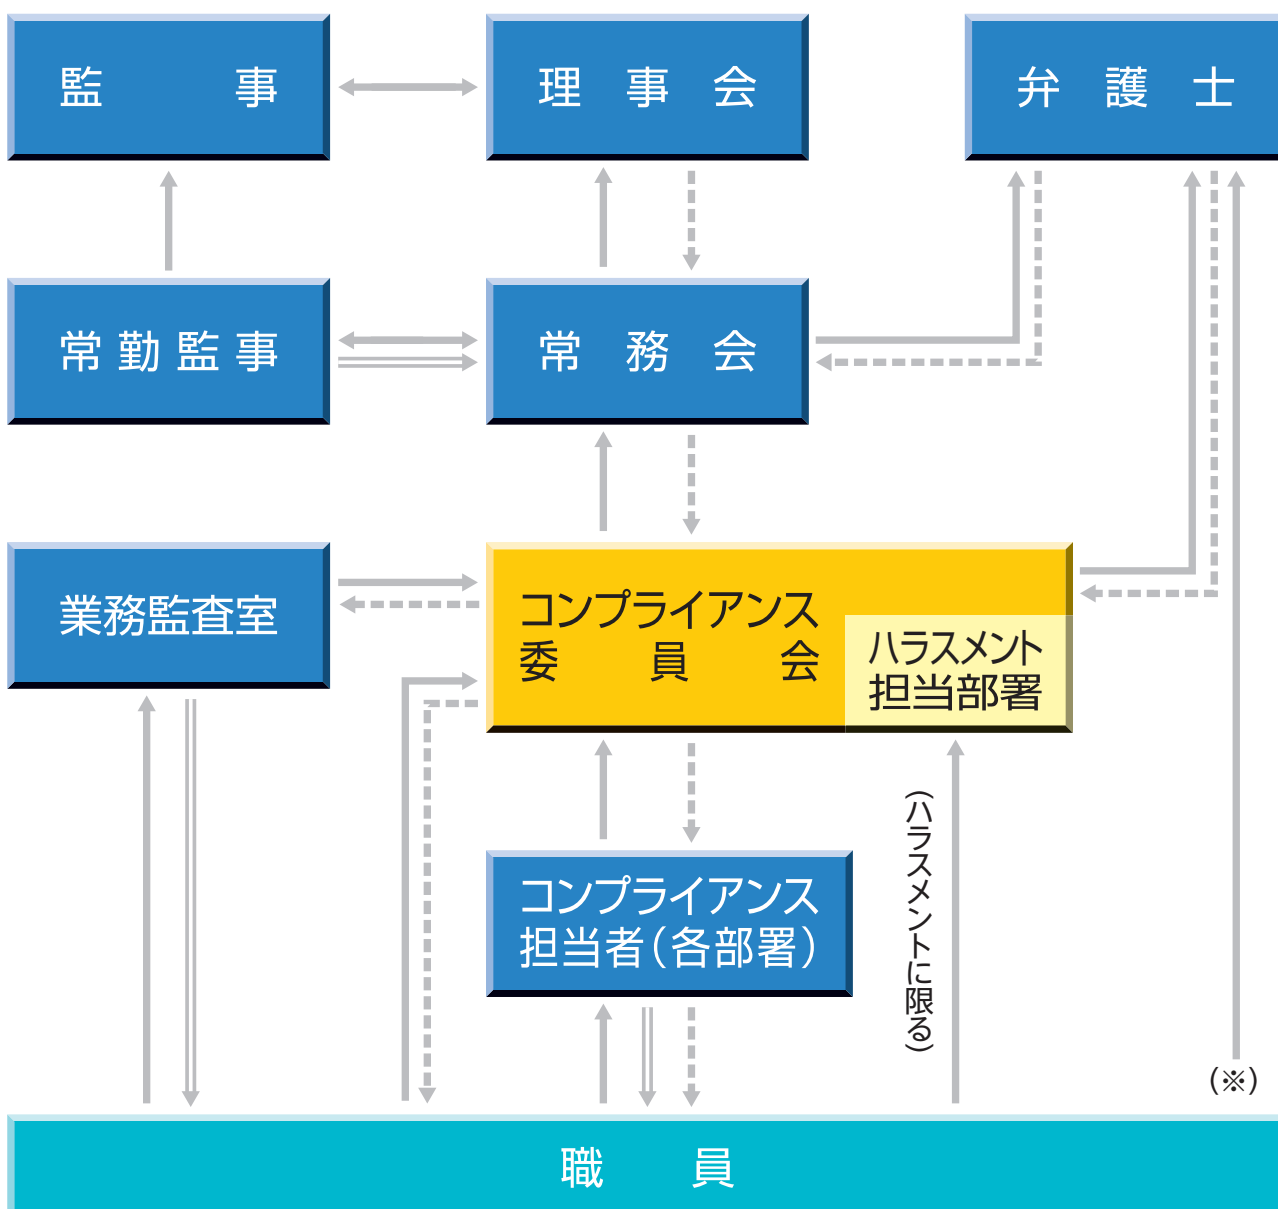 監事
理事会
弁護士
常勤監事
常務会
業務監査室
コンプライアンス
委員会
ハラスメント
担当部署
コンプライアンス
担当者（各部署）
（ハラスメントに限る）
（※）
職員